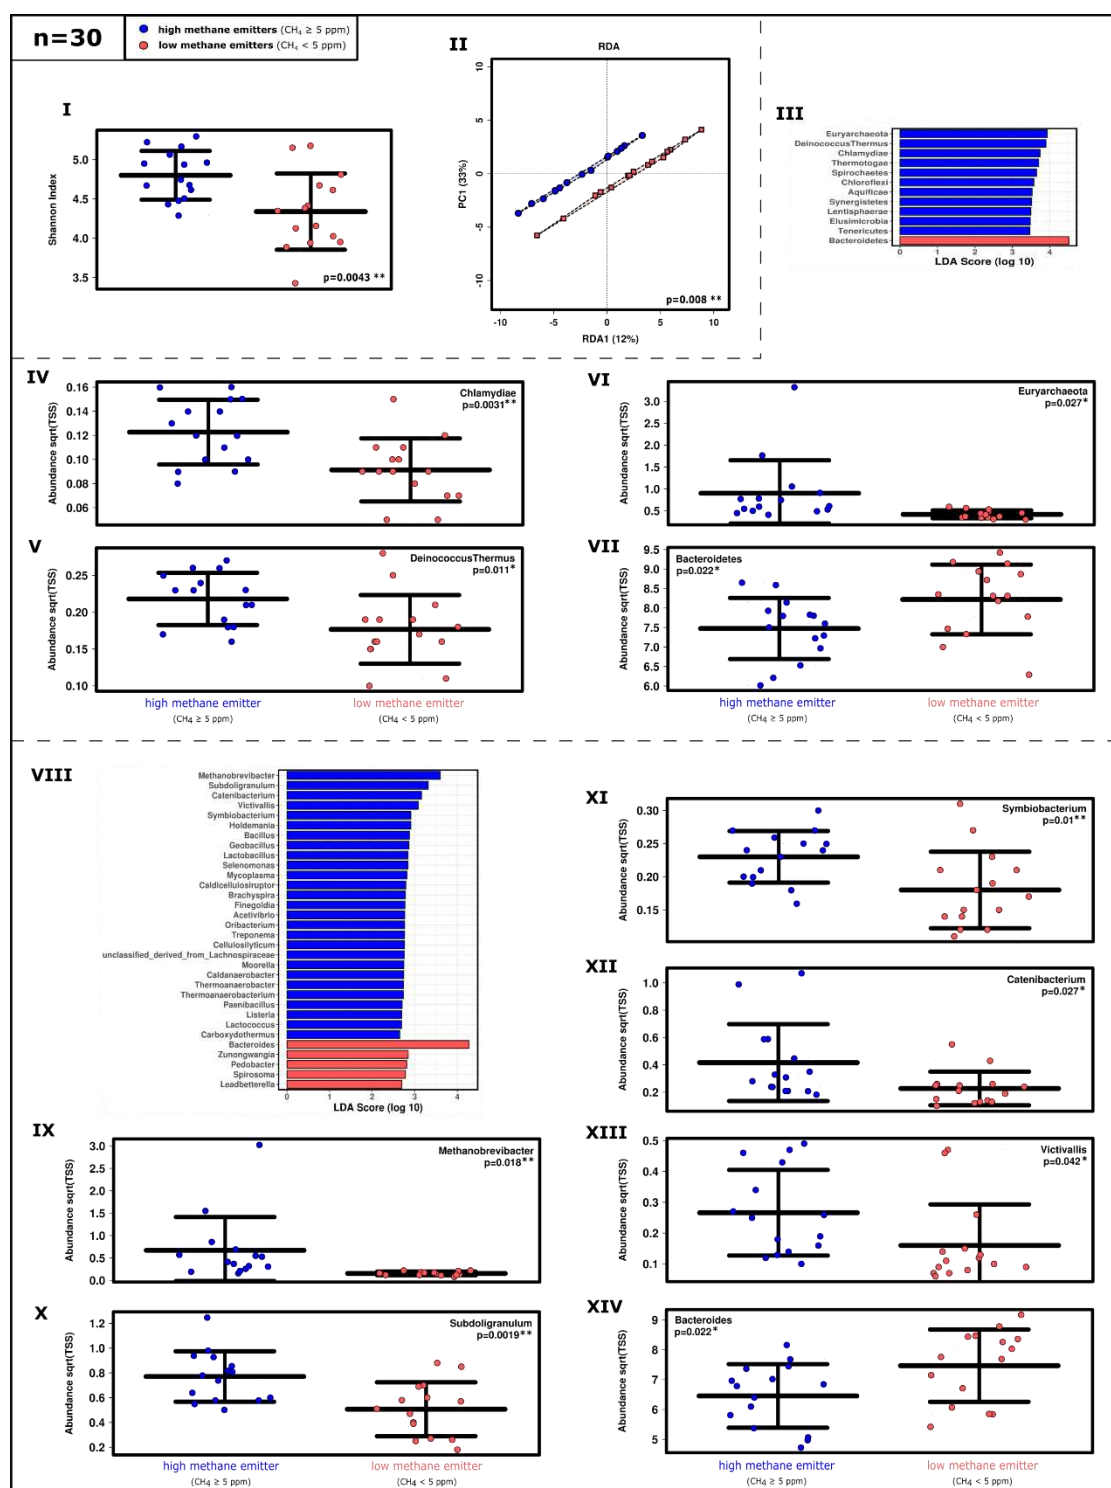 n=30
high methane emitters (CH₄ ≥ 5 ppm)
low methane emitters (CH₄ < 5 ppm)
I
Shannon Index
5.0
4.5
4.0
3.5
p=0.0043 **
II
RDA
PC1 (33%)
10
5
0
-5
-10
p=0.008 **
-10
-5
0
5
10
RDA1 (12%)
III
Euryarchaeota
DeinococcusThermus
Chlamydiae
Thermotogae
Spirochaetes
Chloroflexi
Aquificae
Synergistetes
Lentisphaerae
Elusimicrobia
Tenericutes
Bacteroidetes
0
1
2
3
4
LDA Score (log 10)
IV
Abundance sqrt(TSS)
0.16
0.14
0.12
0.10
0.08
0.06
Chlamydiae
p=0.0031**
V
Abundance sqrt(TSS)
0.25
0.20
0.15
0.10
DeinococcusThermus
p=0.011*
high methane emitter
(CH₄ ≥ 5 ppm)
low methane emitter
(CH₄ < 5 ppm)
VI
Abundance sqrt(TSS)
3.0
2.0
1.0
0.5
Euryarchaeota
p=0.027*
VII
Abundance sqrt(TSS)
9.5
9.0
8.5
8.0
7.5
7.0
6.5
6.0
Bacteroidetes
p=0.022*
high methane emitter
(CH₄ ≥ 5 ppm)
low methane emitter
(CH₄ < 5 ppm)
VIII
Methanobrevibacter
Subdoligranulum
Catenibacterium
Victivallis
Symbiobacterium
Holdemania
Bacillus
Geobacillus
Lactobacillus
Selenomonas
Mycoplasma
Caldicellulosiruptor
Brachyspira
Finegoldia
Acetivibrio
Oribacterium
Treponema
Cellulosilyticum
unclassified_derived_from_Lachnospiraceae
Moorella
Caldanaerobacter
Thermoanaerobacter
Thermoanaerobacterium
Paenibacillus
Listeria
Lactococcus
Carboxydothermus
Bacteroides
Zunongwangia
Pedobacter
Spirosoma
Leadbetterella
0
1
2
3
4
LDA Score (log 10)
IX
Abundance sqrt(TSS)
3.0
2.5
2.0
1.5
1.0
0.5
0.0
Methanobrevibacter
p=0.018**
X
Abundance sqrt(TSS)
1.2
1.0
0.8
0.6
0.4
0.2
Subdoligranulum
p=0.0019**
high methane emitter
(CH₄ ≥ 5 ppm)
low methane emitter
(CH₄ < 5 ppm)
XI
Abundance sqrt(TSS)
0.30
0.25
0.20
0.15
Symbiobacterium
p=0.01**
XII
Abundance sqrt(TSS)
1.0
0.8
0.6
0.4
0.2
Catenibacterium
p=0.027*
XIII
Abundance sqrt(TSS)
0.5
0.4
0.3
0.2
0.1
Victivallis
p=0.042*
XIV
Abundance sqrt(TSS)
9
8
7
6
5
Bacteroides
p=0.022*
high methane emitter
(CH₄ ≥ 5 ppm)
low methane emitter
(CH₄ < 5 ppm)